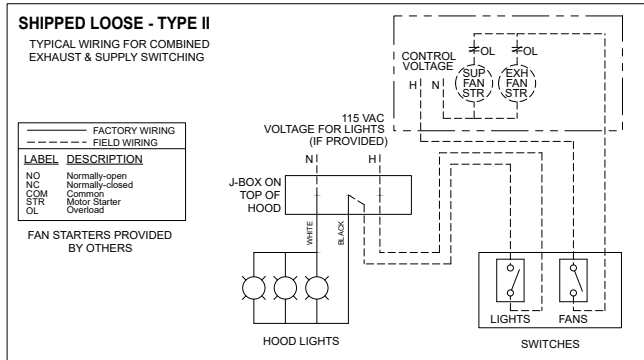 SHIPPED LOOSE - TYPE II
TYPICAL WIRING FOR COMBINED
EXHAUST & SUPPLY SWITCHING
FACTORY WIRING
FIELD WIRING
LABEL DESCRIPTION
NO Normally-open
NC Normally-closed
COM Common
STR Motor Starter
OL Overload
FAN STARTERS PROVIDED
BY OTHERS
CONTROL
VOLTAGE
H N
OL
OL
SUP
FAN
STR
EXH
FAN
STR
115 VAC
VOLTAGE FOR LIGHTS
(IF PROVIDED)
N H
J-BOX ON
TOP OF
HOOD
WHITE
BLACK
HOOD LIGHTS
LIGHTS FANS
SWITCHES